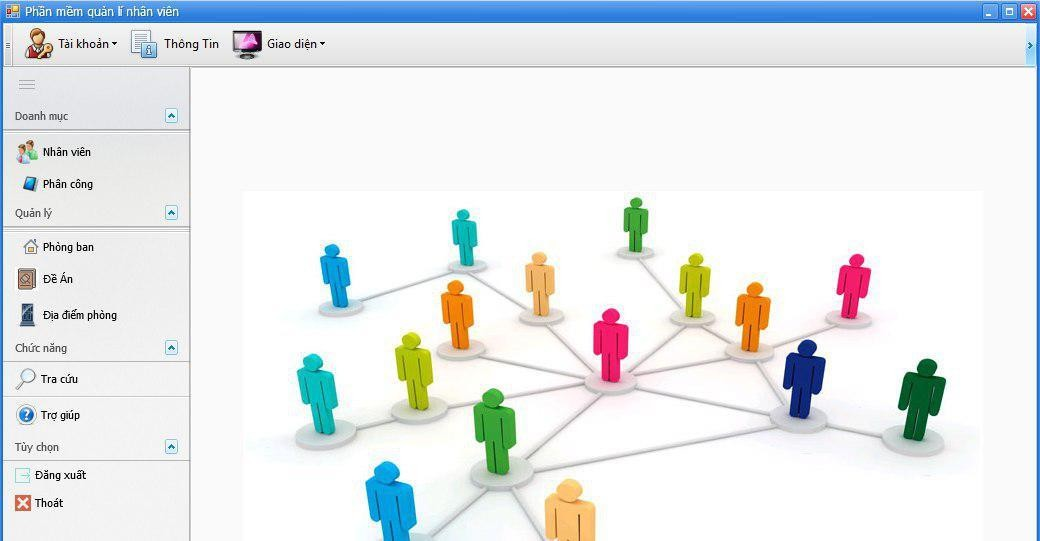 Phần mềm quản lí nhân viên
Tài khoản Thông Tin Giao diện
Doanh mục
Nhân viên
Phân công
Quản lý
Phòng ban
Đề Án
Địa điểm phòng
Chức năng
Tra cứu
Trợ giúp
Tùy chọn
Đăng xuất
Thoát